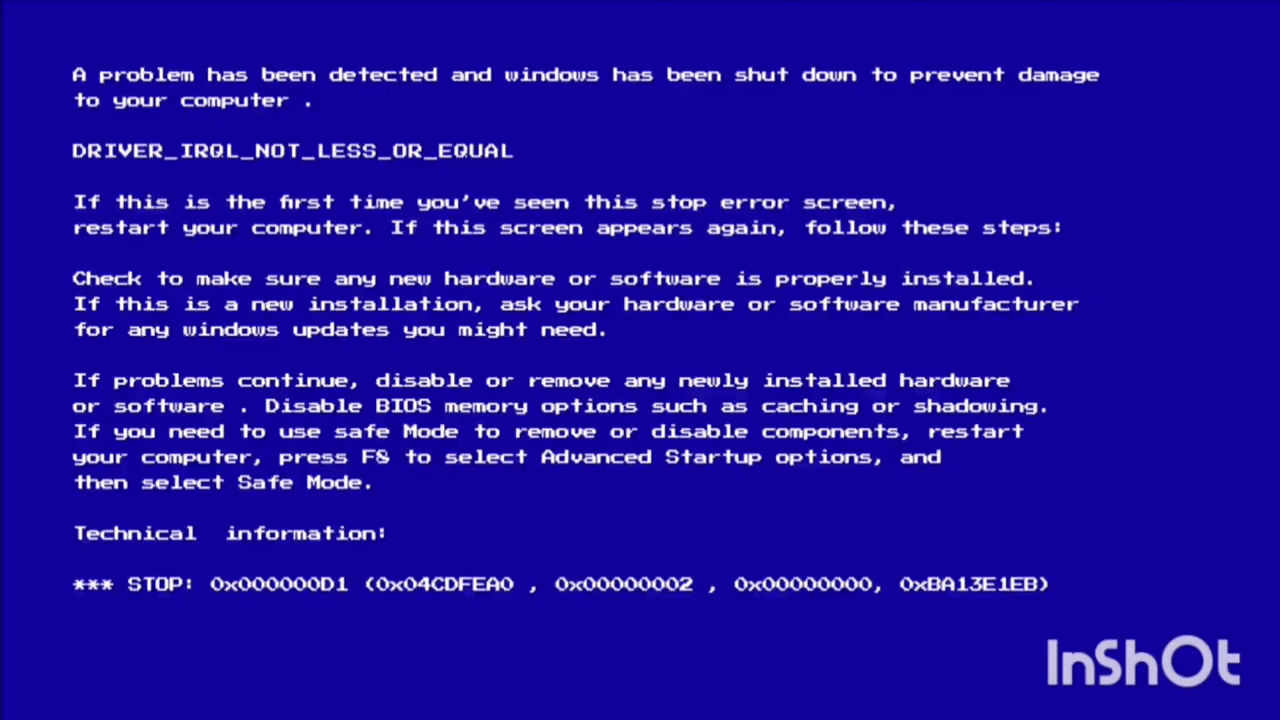 A problem has been detected and windows has been shut down to prevent damage
to your computer .
DRIVER_IRQL_NOT_LESS_OR_EQUAL
If this is the first time you've seen this stop error screen,
restart your computer. If this screen appears again, follow these steps:
Check to make sure any new hardware or software is properly installed.
If this is a new installation, ask your hardware or software manufacturer
for any windows updates you might need.
If problems continue, disable or remove any newly installed hardware
or software . Disable BIOS memory options such as caching or shadowing.
If you need to use safe Mode to remove or disable components, restart
your computer, press F& to select Advanced Startup options, and
then select Safe Mode.
Technical information:
*** STOP: 0x000000D1 (0x04CDFEA0 , 0x00000002 , 0x00000000, 0xBA13E1EB)
InShOt